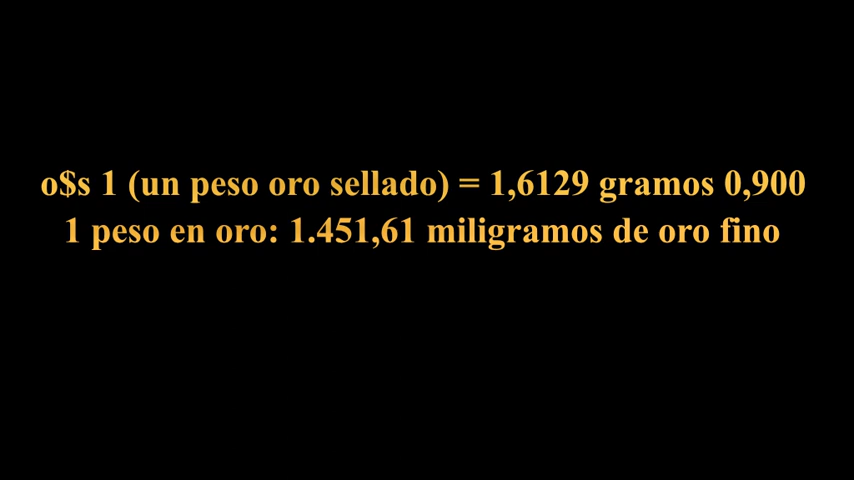 o$s 1 (un peso oro sellado) = 1,6129 gramos 0,900
1 peso en oro: 1.451,61 miligramos de oro fino